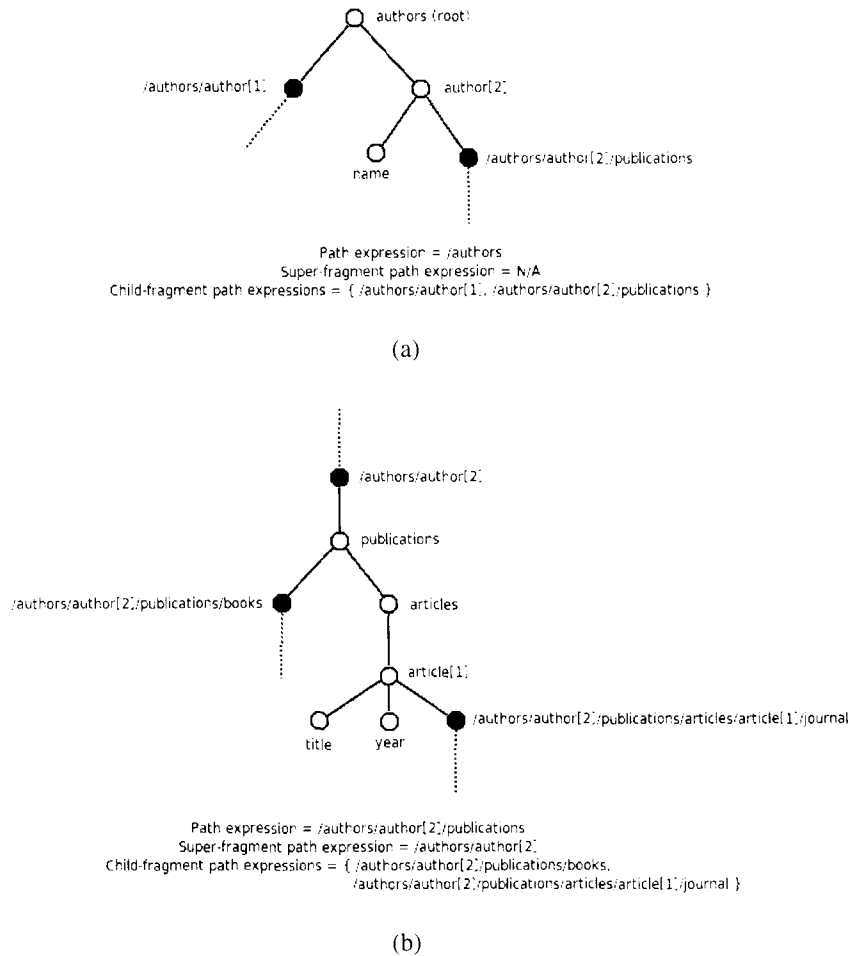 authors (root)
/authors/author[1]
author[2]
name
/authors/author[2]/publications
Path expression = /authors
Super-fragment path expression = N/A
Child-fragment path expressions = { /authors/author[1], /authors/author[2]/publications }
(a)
/authors/author[2]
publications
/authors/author[2]/publications/books
articles
article[1]
title
year
/authors/author[2]/publications/articles/article[1]/journal
Path expression = /authors/author[2]/publications
Super-fragment path expression = /authors/author[2]
Child-fragment path expressions = { /authors/author[2]/publications/books,
/authors/author[2]/publications/articles/article[1]/journal }
(b)